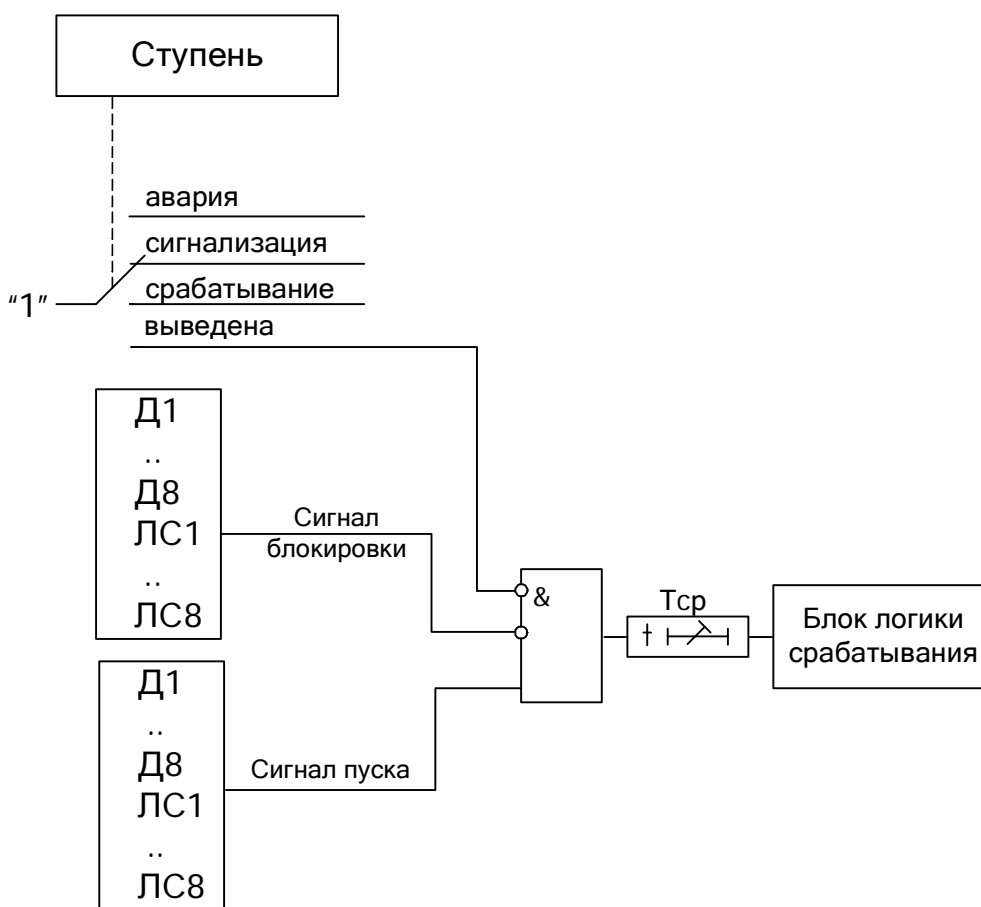 Ступень
авария
сигнализация
срабатывание
"1"
выведена
Д1
..
Д8
ЛС1
..
ЛС8
Сигнал
блокировки
&
Тср
t
Блок логики
срабатывания
Д1
..
Д8
ЛС1
..
ЛС8
Сигнал пуска